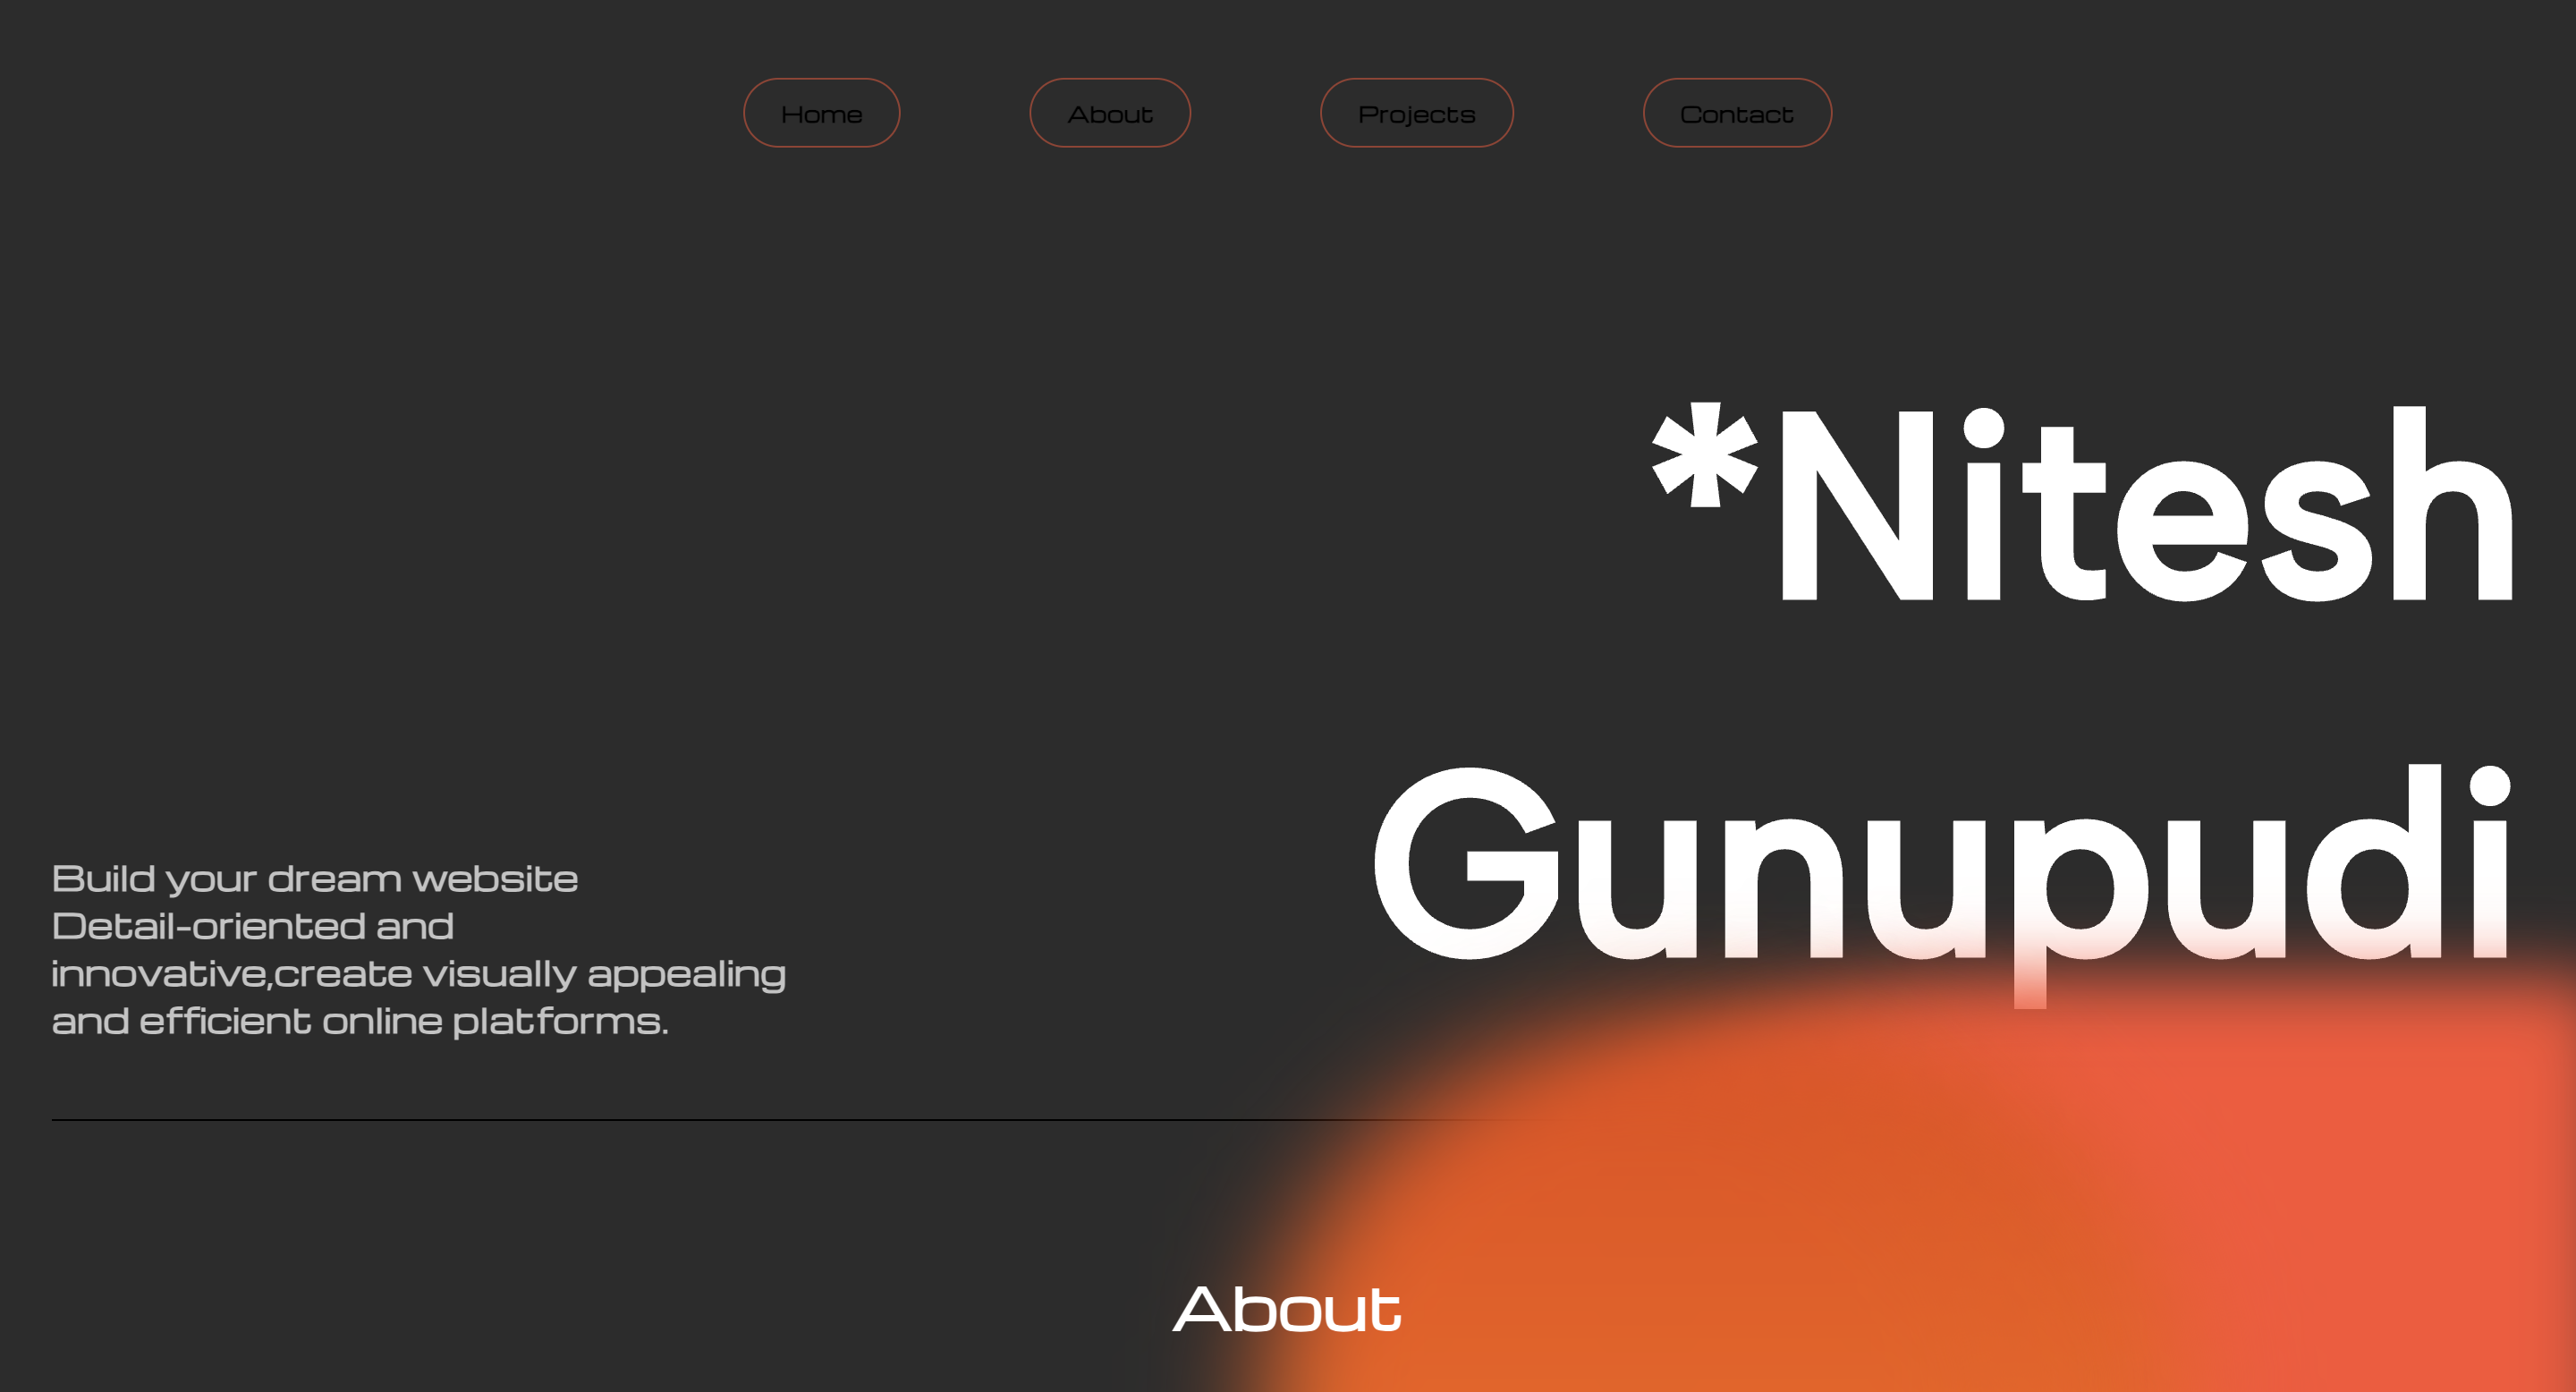 Home
About
Projects
Contact
*Nitesh
Gunupudi
Build your dream website
Detail-oriented and
innovative,create visually appealing
and efficient online platforms.
About